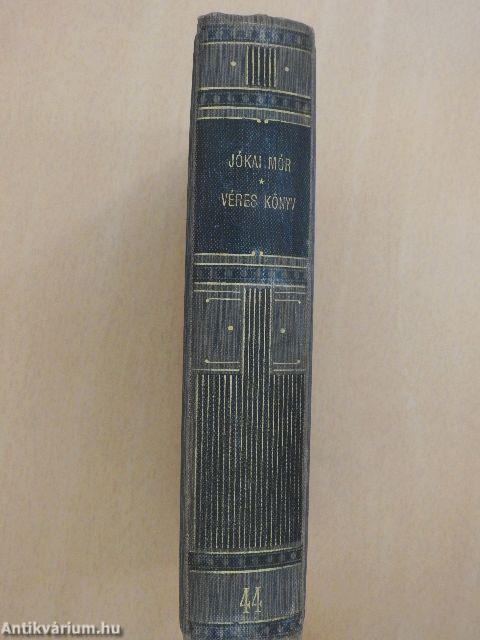 JÓKAI MÓR
*
VÉRES KÖNYV
44
Antikvárium.hu